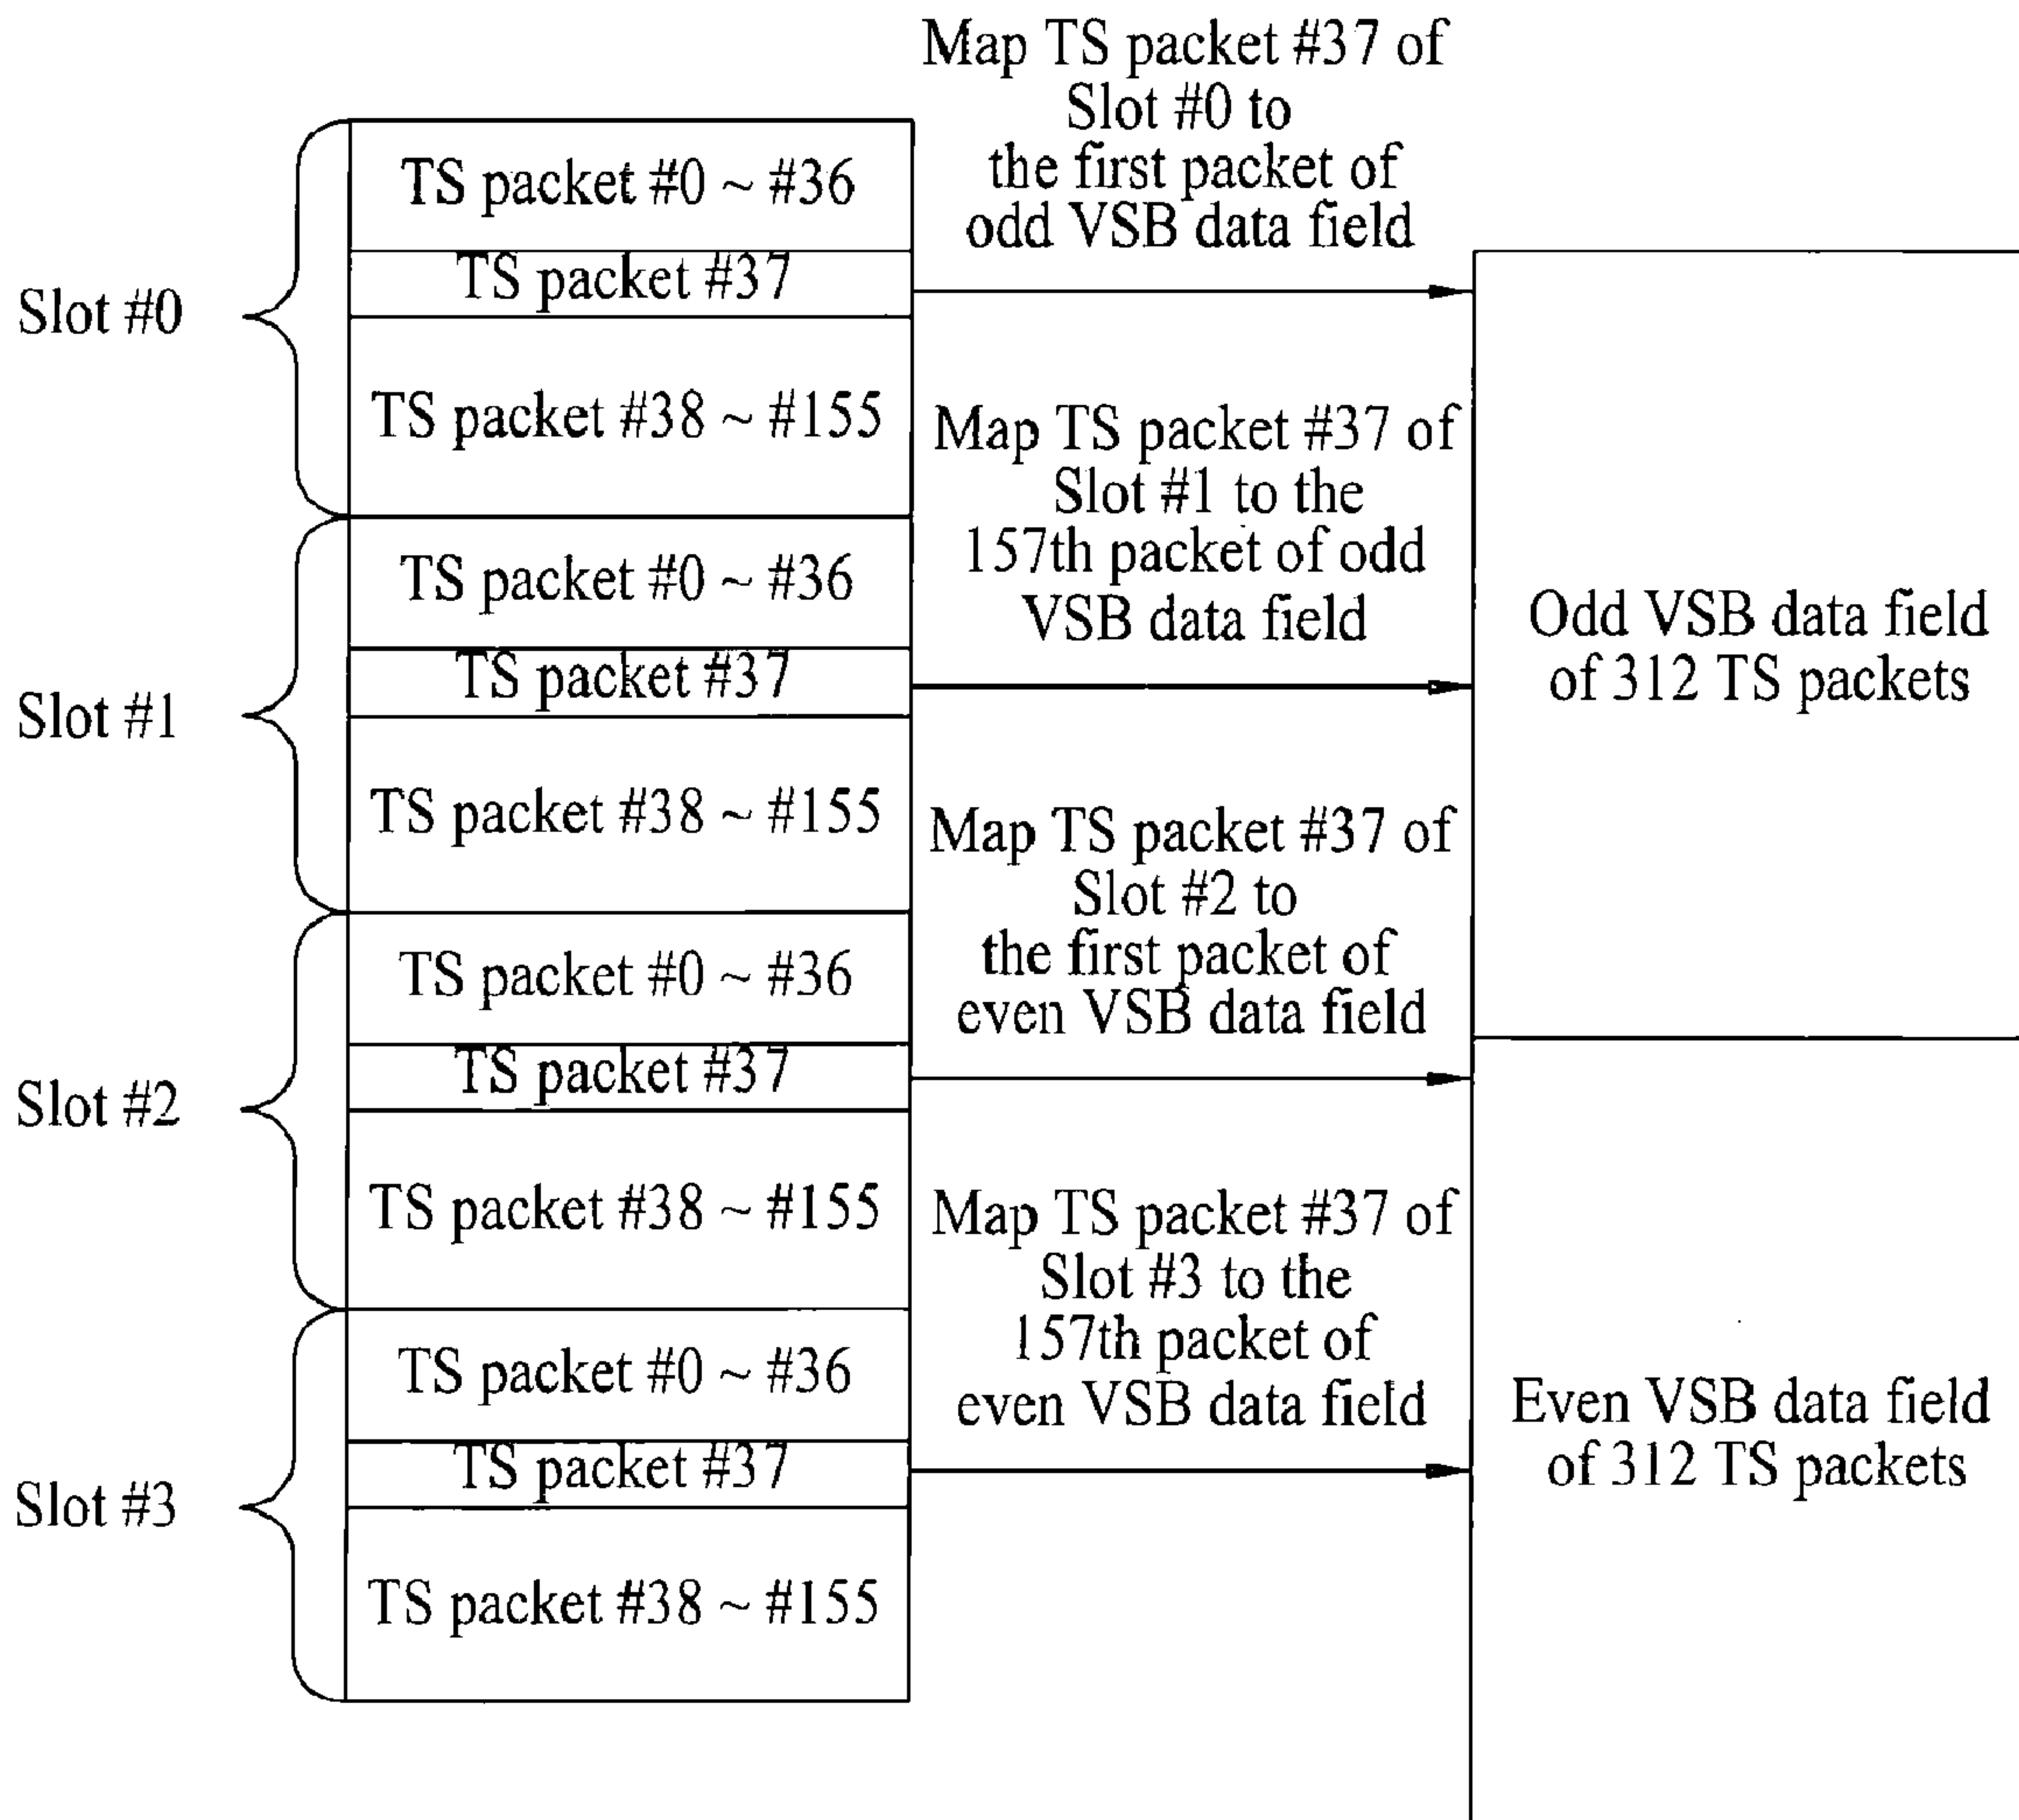 Map TS packet #37 of
Slot #0 to
the first packet of
odd VSB data field
Slot #0
TS packet #0 ~ #36
TS packet #37
TS packet #38 ~ #155
Map TS packet #37 of
Slot #1 to the
157th packet of odd
VSB data field
Slot #1
TS packet #0 ~ #36
TS packet #37
TS packet #38 ~ #155
Odd VSB data field
of 312 TS packets
Map TS packet #37 of
Slot #2 to
the first packet of
even VSB data field
Slot #2
TS packet #0 ~ #36
TS packet #37
TS packet #38 ~ #155
Map TS packet #37 of
Slot #3 to the
157th packet of
even VSB data field
Slot #3
TS packet #0 ~ #36
TS packet #37
TS packet #38 ~ #155
Even VSB data field
of 312 TS packets